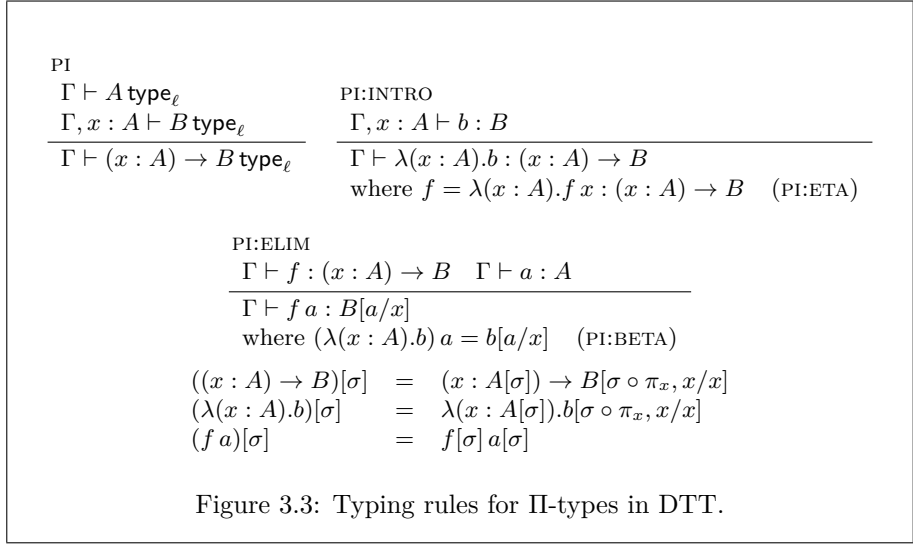 PI
Γ ⊢ A type_ℓ
Γ, x : A ⊢ B type_ℓ
Γ ⊢ (x : A) → B type_ℓ
PI:INTRO
Γ, x : A ⊢ b : B
Γ ⊢ λ(x : A).b : (x : A) → B
where f = λ(x : A).f x : (x : A) → B (PI:ETA)
PI:ELIM
Γ ⊢ f : (x : A) → B Γ ⊢ a : A
Γ ⊢ f a : B[a/x]
where (λ(x : A).b) a = b[a/x] (PI:BETA)
((x : A) → B)[σ] = (x : A[σ]) → B[σ ∘ π_x, x/x]
(λ(x : A).b)[σ] = λ(x : A[σ]).b[σ ∘ π_x, x/x]
(f a)[σ] = f[σ] a[σ]
Figure 3.3: Typing rules for Π-types in DTT.